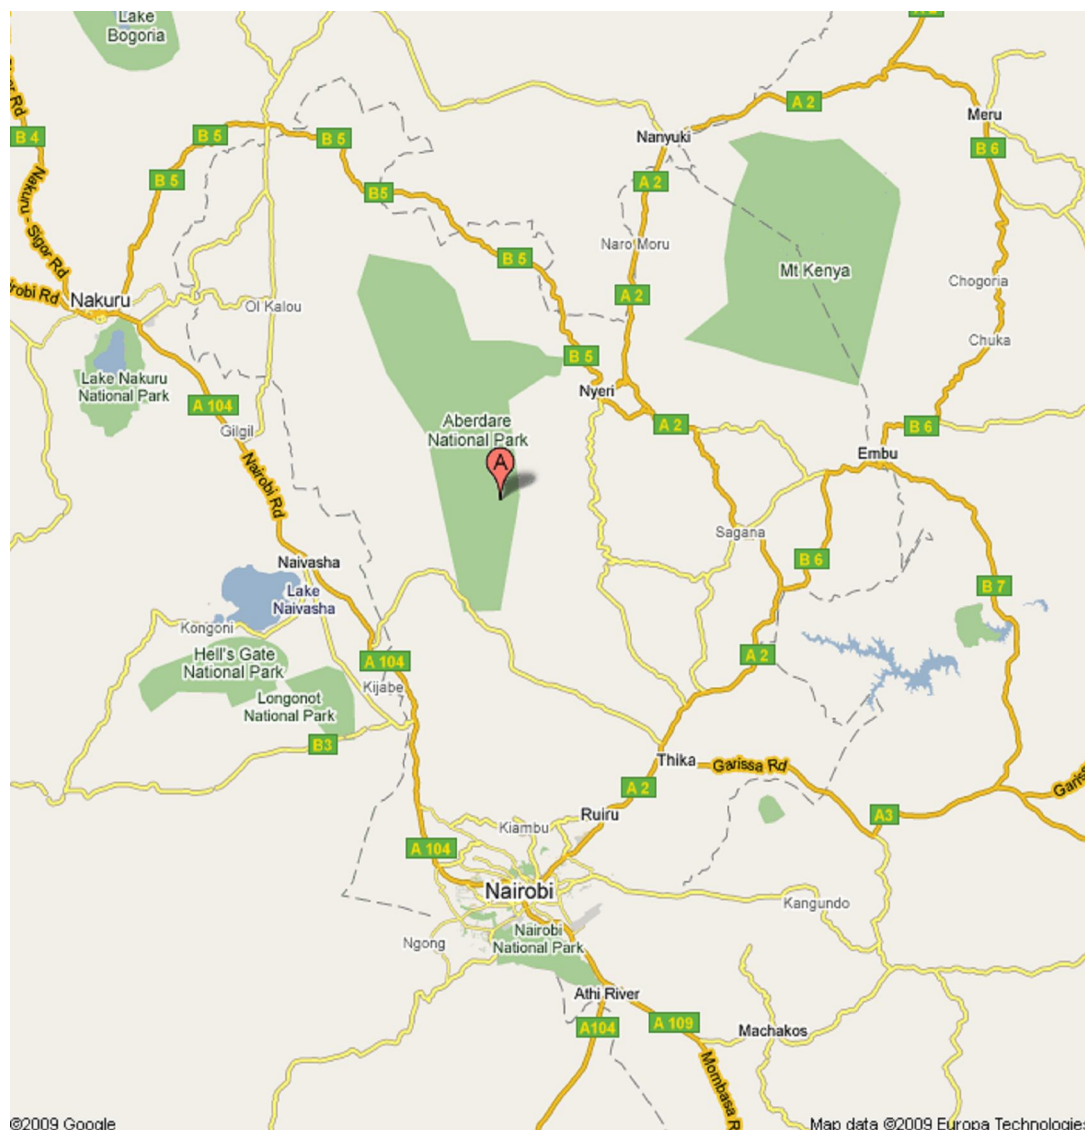 Lake
Bogoria
A 2
B 4
B 5
B 5
A 2
Meru
Nanyuki
B 6
B 5
B5
A 2
Nakuru - Sigor Rd
Naro Moru
B 5
Mt Kenya
Chogoria
Nakuru
Ol Kalou
A 2
Chuka
Lake Nakuru
National Park
B 5
Nyeri
A 104
Gilgil
Aberdare
National Park
A 2
B 6
Embu
A
Nairobi Rd
Sagana
Naivasha
B 6
Lake
Naivasha
B 7
Kongoni
Hell's Gate
National Park
A 104
A 2
Kijabe
Longonot
National Park
B3
Thika
Garissa Rd
A 2
Ruiru
A3
Kiambu
A 104
Nairobi
Kangundo
Nairobi
National Park
Ngong
Athi River
A104
A 109
Machakos
Mombasa R
©2009 Google
Map data ©2009 Europa Technologies